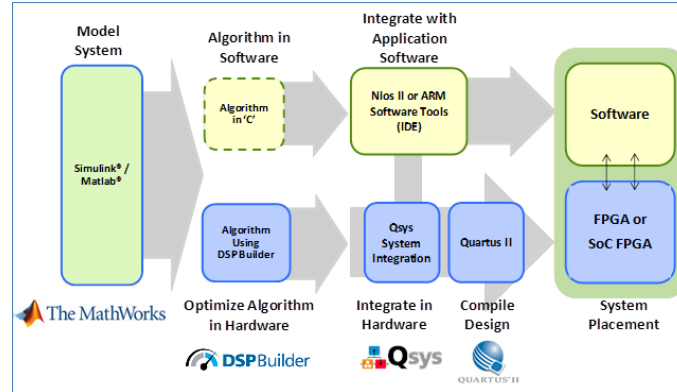 Model
System
Algorithm in
Software
Integrate with
Application
Software
Simulink® /
Matlab®
Algorithm
in 'C'
Nios II or ARM
Software Tools
(IDE)
Software
Algorithm
Using
DSPBuilder
Qsys
System
Integration
Quartus II
FPGA or
SoC FPGA
The MathWorks
Optimize Algorithm
in Hardware
Integrate in
Hardware
Compile
Design
System
Placement
DSPBuilder
Qsys
QUARTUS® II